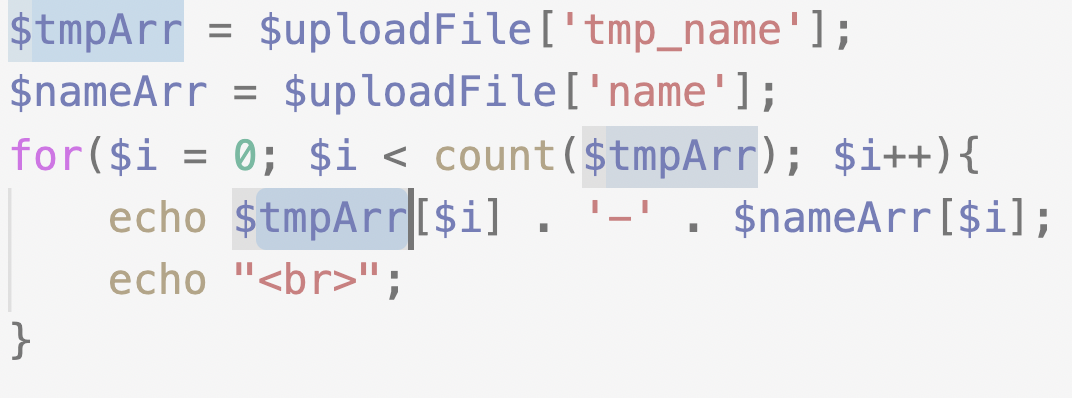 $tmpArr = $uploadFile['tmp_name'];
$nameArr = $uploadFile['name'];
for($i = 0; $i < count($tmpArr); $i++){
    echo $tmpArr[$i] . '-' . $nameArr[$i];
    echo "<br>";
}